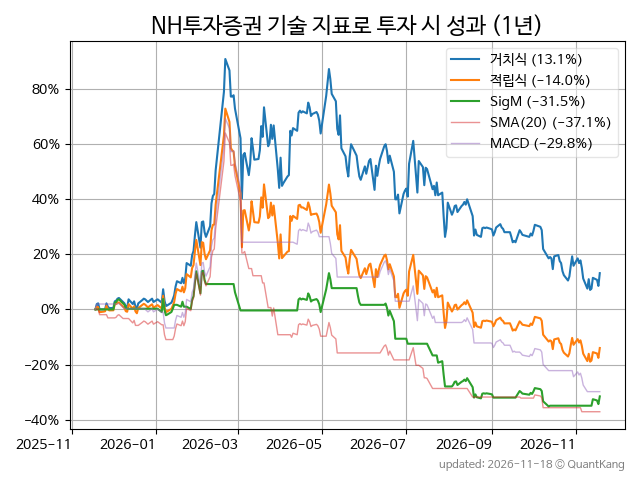 NH투자증권 기술 지표로 투자 시 성과 (1년)
거치식 (13.1%)
적립식 (−14.0%)
SigM (−31.5%)
SMA(20) (−37.1%)
MACD (−29.8%)
80%
60%
40%
20%
0%
−20%
−40%
2025-11 2026-01 2026-03 2026-05 2026-07 2026-09 2026-11
updated: 2026-11-18 © QuantKang